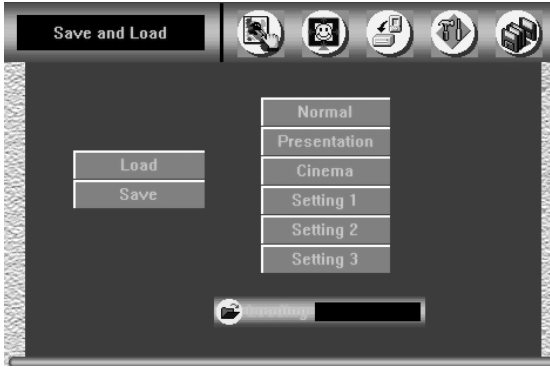 Save and Load
Load
Save
Normal
Presentation
Cinema
Setting 1
Setting 2
Setting 3